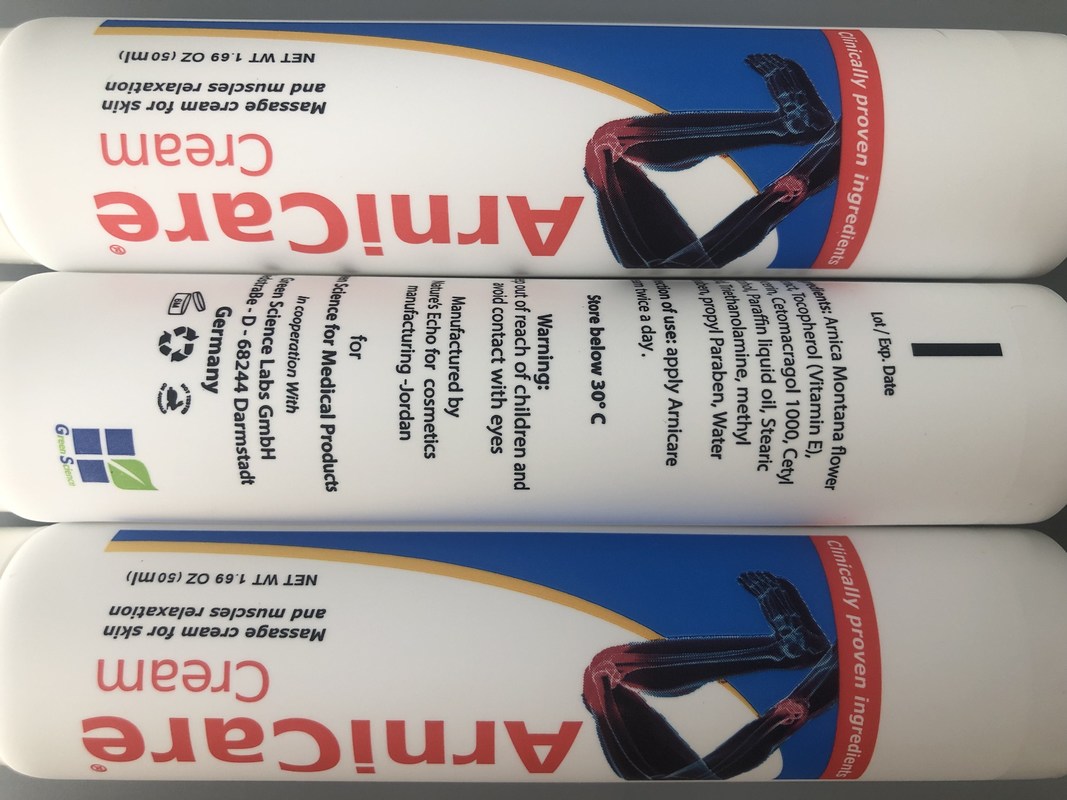 Clinically proven ingredients
ArniCare®
Cream
Massage cream for skin
and muscles relaxation
NET WT 1.69 OZ (50 ml)
Lot / Exp. Date
Arnica Montana flower
Tocopherol (Vitamin E),
Cetomacragol 1000, Cetyl
Paraffin liquid oil, Stearic
Triethanolamine, methyl
propyl Paraben, Water
of use: apply Arnicare
twice a day.
Store below 30° C
Warning:
out of reach of children and
avoid contact with eyes
Manufactured by
Nature's Echo for cosmetics
manufacturing -Jordan
for
Science for Medical Products
In cooperation With
Green Science Labs GmbH
D - 68244 Darmstadt
Germany
6M
Green Science
Clinically proven ingredients
ArniCare®
Cream
Massage cream for skin
and muscles relaxation
NET WT 1.69 OZ (50 ml)